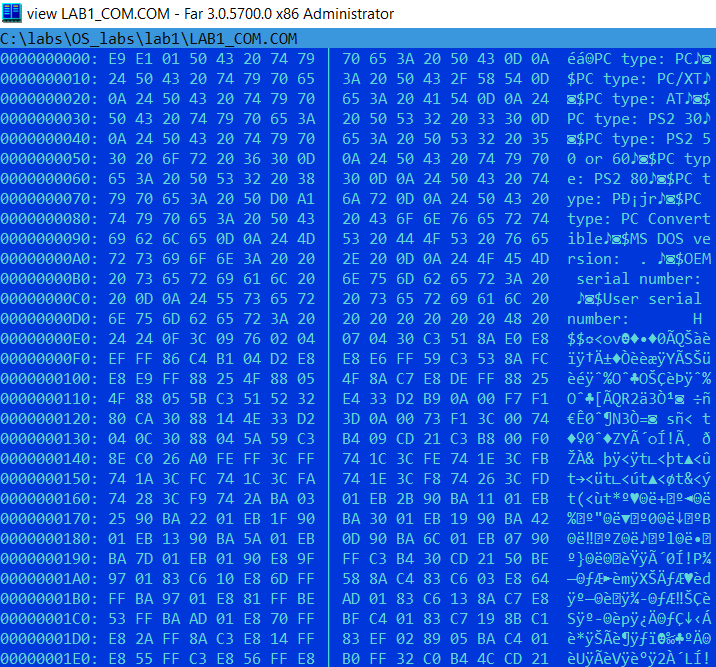 view LAB1_COM.COM - Far 3.0.5700.0 x86 Administrator
C:\labs\OS_labs\lab1\LAB1_COM.COM
0000000000: E9 E1 01 50 43 20 74 79 │ 70 65 3A 20 50 43 0D 0A éá☺PC type: PC♪◙
0000000010: 24 50 43 20 74 79 70 65 │ 3A 20 50 43 2F 58 54 0D $PC type: PC/XT♪
0000000020: 0A 24 50 43 20 74 79 70 │ 65 3A 20 41 54 0D 0A 24 ◙$PC type: AT♪◙$
0000000030: 50 43 20 74 79 70 65 3A │ 20 50 53 32 20 33 30 0D PC type: PS2 30♪
0000000040: 0A 24 50 43 20 74 79 70 │ 65 3A 20 50 53 32 20 35 ◙$PC type: PS2 5
0000000050: 30 20 6F 72 20 36 30 0D │ 0A 24 50 43 20 74 79 70 0 or 60♪◙$PC typ
0000000060: 65 3A 20 50 53 32 20 38 │ 30 0D 0A 24 50 43 20 74 e: PS2 80♪◙$PC t
0000000070: 79 70 65 3A 20 50 D0 A1 │ 6A 72 0D 0A 24 50 43 20 ype: PÐ¡jr♪◙$PC
0000000080: 74 79 70 65 3A 20 50 43 │ 20 43 6F 6E 76 65 72 74 type: PC Convert
0000000090: 69 62 6C 65 0D 0A 24 4D │ 53 20 44 4F 53 20 76 65 ible♪◙$MS DOS ve
00000000A0: 72 73 69 6F 6E 3A 20 20 │ 2E 20 0D 0A 24 4F 45 4D rsion:  . ♪◙$OEM
00000000B0: 20 73 65 72 69 61 6C 20 │ 6E 75 6D 62 65 72 3A 20 serial number:
00000000C0: 20 0D 0A 24 55 73 65 72 │ 20 73 65 72 69 61 6C 20 ♪◙$User serial
00000000D0: 6E 75 6D 62 65 72 3A 20 │ 20 20 20 20 20 20 48 20 number:       H
00000000E0: 24 24 0F 3C 09 76 02 04 │ 07 04 30 C3 51 8A E0 E8 $$☼<○v☻♦•♦0ÃQŠàè
00000000F0: EF FF 86 C4 B1 04 D2 E8 │ E8 E6 FF 59 C3 53 8A FC ïÿ†Ä±♦ÒèèæÿYÃSŠü
0000000100: E8 E9 FF 88 25 4F 88 05 │ 4F 8A C7 E8 DE FF 88 25 èéÿˆ%Oˆ♣OŠÇèÞÿˆ%
0000000110: 4F 88 05 5B C3 51 52 32 │ E4 33 D2 B9 0A 00 F7 F1 Oˆ♣[ÃQR2ä3Ò¹◙ ÷ñ
0000000120: 80 CA 30 88 14 4E 33 D2 │ 3D 0A 00 73 F1 3C 00 74 €Ê0ˆ¶N3Ò=◙ sñ< t
0000000130: 04 0C 30 88 04 5A 59 C3 │ B4 09 CD 21 C3 B8 00 F0 ♦♀0ˆ♦ZYÃ´○Í!Ã¸ ð
0000000140: 8E C0 26 A0 FE FF 3C FF │ 74 1C 3C FE 74 1E 3C FB ŽÀ& þÿ<ÿt∟<þt▲<û
0000000150: 74 1A 3C FC 74 1C 3C FA │ 74 1E 3C F8 74 26 3C FD t→<üt∟<út▲<øt&<ý
0000000160: 74 28 3C F9 74 2A BA 03 │ 01 EB 2B 90 BA 11 01 EB t(<ùt*º♥☺ë+º◄☺ë
0000000170: 25 90 BA 22 01 EB 1F 90 │ BA 30 01 EB 19 90 BA 42 %º"☺ë▼º0☺ë↓ºB
0000000180: 01 EB 13 90 BA 5A 01 EB │ 0D 90 BA 6C 01 EB 07 90 ☺ë‼ºZ☺ë♪ºl☺ë•
0000000190: BA 7D 01 EB 01 90 E8 9F │ FF C3 B4 30 CD 21 50 BE º}☺ë☺èŸÿÃ´0Í!P¾
00000001A0: 97 01 83 C6 10 E8 6D FF │ 58 8A C4 83 C6 03 E8 64 —☺ƒÆ►èmÿXŠÄƒÆ♥èd
00000001B0: FF BA 97 01 E8 81 FF BE │ AD 01 83 C6 13 8A C7 E8 ÿº—☺èÿ¾-☺ƒÆ‼ŠÇè
00000001C0: 53 FF BA AD 01 E8 70 FF │ BF C4 01 83 C7 19 8B C1 Sÿº-☺èpÿ¿Ä☺ƒÇ↓‹Á
00000001D0: E8 2A FF 8A C3 E8 14 FF │ 83 EF 02 89 05 BA C4 01 è*ÿŠÃè¶ÿƒï☻‰♣ºÄ☺
00000001E0: E8 55 FF C3 E8 56 FF E8 │ B0 FF 32 C0 B4 4C CD 21 èUÿÃèVÿè°ÿ2À´LÍ!